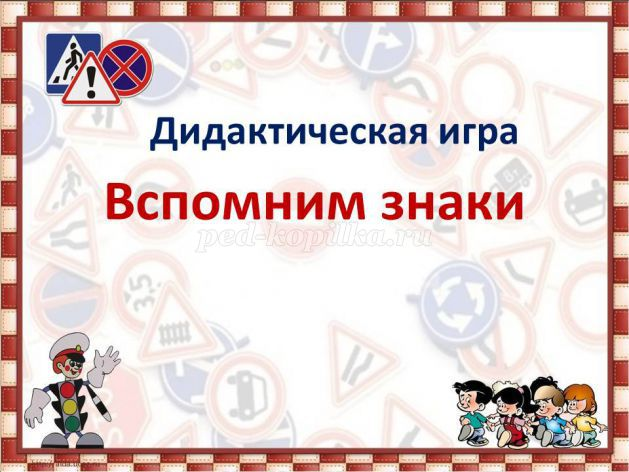 Дидактическая игра
Вспомним знаки
ped-kopilka.ru